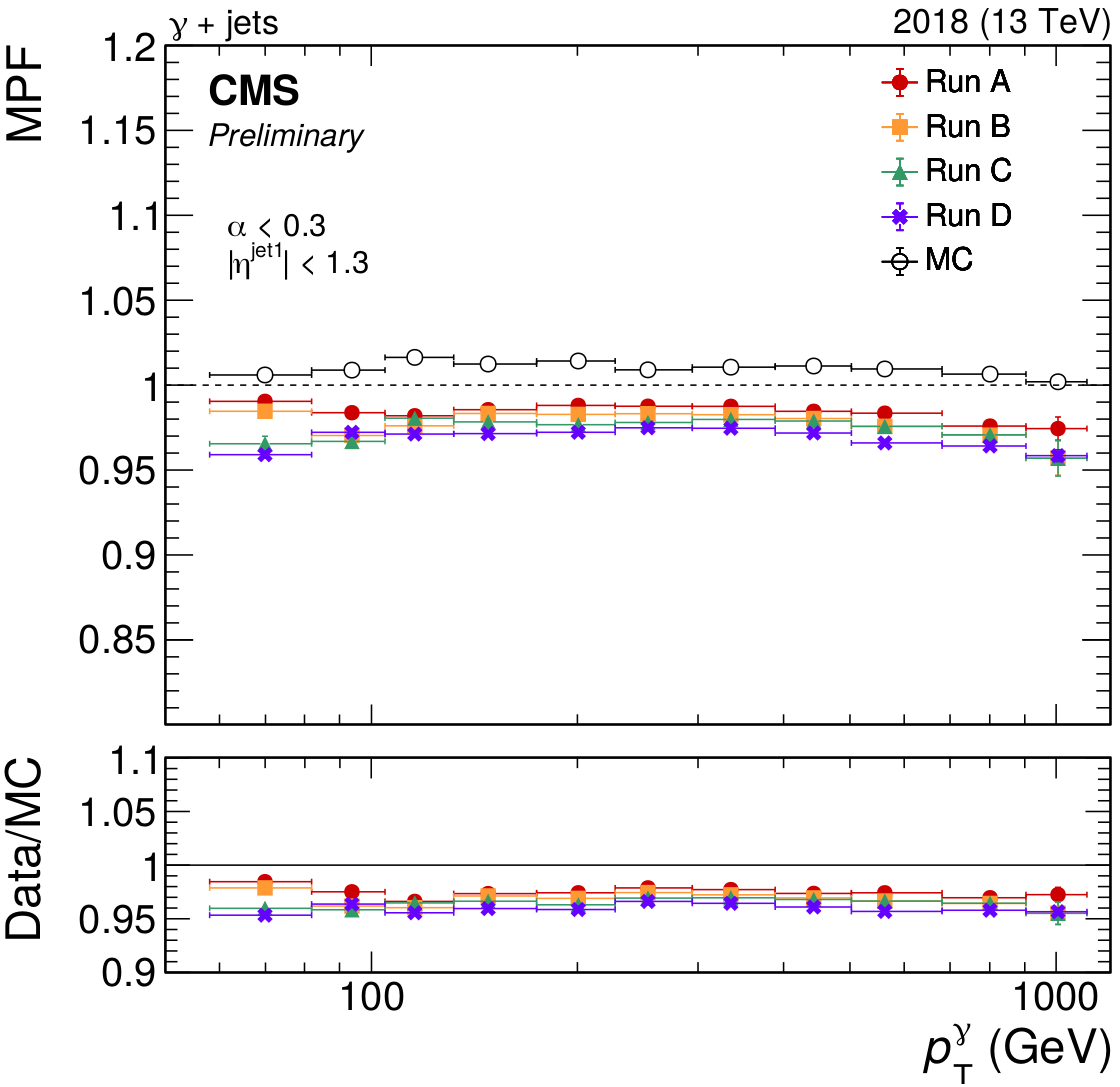 γ + jets
2018 (13 TeV)
MPF
CMS
Preliminary
α < 0.3
|η^jet1| < 1.3
Run A
Run B
Run C
Run D
MC
1.2
1.15
1.1
1.05
1
0.95
0.9
0.85
Data/MC
1.1
1.05
1
0.95
0.9
100
1000
p_T^γ (GeV)